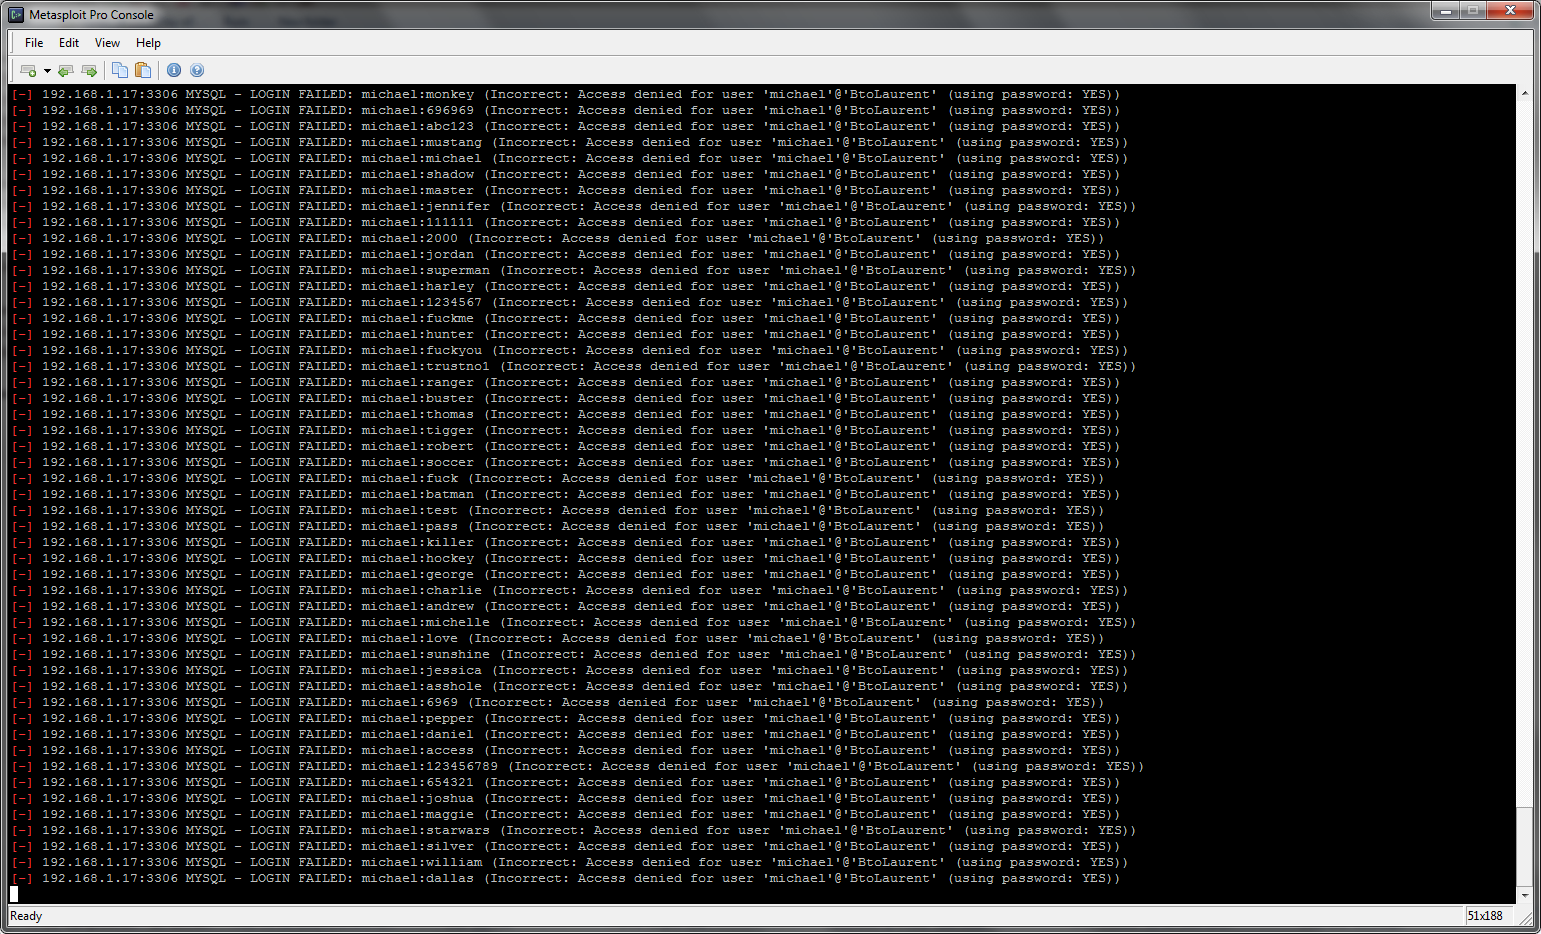 Metasploit Pro Console
File Edit View Help
[-] 192.168.1.17:3306 MYSQL - LOGIN FAILED: michael:monkey (Incorrect: Access denied for user 'michael'@'BtoLaurent' (using password: YES))
[-] 192.168.1.17:3306 MYSQL - LOGIN FAILED: michael:696969 (Incorrect: Access denied for user 'michael'@'BtoLaurent' (using password: YES))
[-] 192.168.1.17:3306 MYSQL - LOGIN FAILED: michael:abc123 (Incorrect: Access denied for user 'michael'@'BtoLaurent' (using password: YES))
[-] 192.168.1.17:3306 MYSQL - LOGIN FAILED: michael:mustang (Incorrect: Access denied for user 'michael'@'BtoLaurent' (using password: YES))
[-] 192.168.1.17:3306 MYSQL - LOGIN FAILED: michael:michael (Incorrect: Access denied for user 'michael'@'BtoLaurent' (using password: YES))
[-] 192.168.1.17:3306 MYSQL - LOGIN FAILED: michael:shadow (Incorrect: Access denied for user 'michael'@'BtoLaurent' (using password: YES))
[-] 192.168.1.17:3306 MYSQL - LOGIN FAILED: michael:master (Incorrect: Access denied for user 'michael'@'BtoLaurent' (using password: YES))
[-] 192.168.1.17:3306 MYSQL - LOGIN FAILED: michael:jennifer (Incorrect: Access denied for user 'michael'@'BtoLaurent' (using password: YES))
[-] 192.168.1.17:3306 MYSQL - LOGIN FAILED: michael:111111 (Incorrect: Access denied for user 'michael'@'BtoLaurent' (using password: YES))
[-] 192.168.1.17:3306 MYSQL - LOGIN FAILED: michael:2000 (Incorrect: Access denied for user 'michael'@'BtoLaurent' (using password: YES))
[-] 192.168.1.17:3306 MYSQL - LOGIN FAILED: michael:jordan (Incorrect: Access denied for user 'michael'@'BtoLaurent' (using password: YES))
[-] 192.168.1.17:3306 MYSQL - LOGIN FAILED: michael:superman (Incorrect: Access denied for user 'michael'@'BtoLaurent' (using password: YES))
[-] 192.168.1.17:3306 MYSQL - LOGIN FAILED: michael:harley (Incorrect: Access denied for user 'michael'@'BtoLaurent' (using password: YES))
[-] 192.168.1.17:3306 MYSQL - LOGIN FAILED: michael:1234567 (Incorrect: Access denied for user 'michael'@'BtoLaurent' (using password: YES))
[-] 192.168.1.17:3306 MYSQL - LOGIN FAILED: michael:fuckme (Incorrect: Access denied for user 'michael'@'BtoLaurent' (using password: YES))
[-] 192.168.1.17:3306 MYSQL - LOGIN FAILED: michael:hunter (Incorrect: Access denied for user 'michael'@'BtoLaurent' (using password: YES))
[-] 192.168.1.17:3306 MYSQL - LOGIN FAILED: michael:fuckyou (Incorrect: Access denied for user 'michael'@'BtoLaurent' (using password: YES))
[-] 192.168.1.17:3306 MYSQL - LOGIN FAILED: michael:trustno1 (Incorrect: Access denied for user 'michael'@'BtoLaurent' (using password: YES))
[-] 192.168.1.17:3306 MYSQL - LOGIN FAILED: michael:ranger (Incorrect: Access denied for user 'michael'@'BtoLaurent' (using password: YES))
[-] 192.168.1.17:3306 MYSQL - LOGIN FAILED: michael:buster (Incorrect: Access denied for user 'michael'@'BtoLaurent' (using password: YES))
[-] 192.168.1.17:3306 MYSQL - LOGIN FAILED: michael:thomas (Incorrect: Access denied for user 'michael'@'BtoLaurent' (using password: YES))
[-] 192.168.1.17:3306 MYSQL - LOGIN FAILED: michael:tigger (Incorrect: Access denied for user 'michael'@'BtoLaurent' (using password: YES))
[-] 192.168.1.17:3306 MYSQL - LOGIN FAILED: michael:robert (Incorrect: Access denied for user 'michael'@'BtoLaurent' (using password: YES))
[-] 192.168.1.17:3306 MYSQL - LOGIN FAILED: michael:soccer (Incorrect: Access denied for user 'michael'@'BtoLaurent' (using password: YES))
[-] 192.168.1.17:3306 MYSQL - LOGIN FAILED: michael:fuck (Incorrect: Access denied for user 'michael'@'BtoLaurent' (using password: YES))
[-] 192.168.1.17:3306 MYSQL - LOGIN FAILED: michael:batman (Incorrect: Access denied for user 'michael'@'BtoLaurent' (using password: YES))
[-] 192.168.1.17:3306 MYSQL - LOGIN FAILED: michael:test (Incorrect: Access denied for user 'michael'@'BtoLaurent' (using password: YES))
[-] 192.168.1.17:3306 MYSQL - LOGIN FAILED: michael:pass (Incorrect: Access denied for user 'michael'@'BtoLaurent' (using password: YES))
[-] 192.168.1.17:3306 MYSQL - LOGIN FAILED: michael:killer (Incorrect: Access denied for user 'michael'@'BtoLaurent' (using password: YES))
[-] 192.168.1.17:3306 MYSQL - LOGIN FAILED: michael:hockey (Incorrect: Access denied for user 'michael'@'BtoLaurent' (using password: YES))
[-] 192.168.1.17:3306 MYSQL - LOGIN FAILED: michael:george (Incorrect: Access denied for user 'michael'@'BtoLaurent' (using password: YES))
[-] 192.168.1.17:3306 MYSQL - LOGIN FAILED: michael:charlie (Incorrect: Access denied for user 'michael'@'BtoLaurent' (using password: YES))
[-] 192.168.1.17:3306 MYSQL - LOGIN FAILED: michael:andrew (Incorrect: Access denied for user 'michael'@'BtoLaurent' (using password: YES))
[-] 192.168.1.17:3306 MYSQL - LOGIN FAILED: michael:michelle (Incorrect: Access denied for user 'michael'@'BtoLaurent' (using password: YES))
[-] 192.168.1.17:3306 MYSQL - LOGIN FAILED: michael:love (Incorrect: Access denied for user 'michael'@'BtoLaurent' (using password: YES))
[-] 192.168.1.17:3306 MYSQL - LOGIN FAILED: michael:sunshine (Incorrect: Access denied for user 'michael'@'BtoLaurent' (using password: YES))
[-] 192.168.1.17:3306 MYSQL - LOGIN FAILED: michael:jessica (Incorrect: Access denied for user 'michael'@'BtoLaurent' (using password: YES))
[-] 192.168.1.17:3306 MYSQL - LOGIN FAILED: michael:asshole (Incorrect: Access denied for user 'michael'@'BtoLaurent' (using password: YES))
[-] 192.168.1.17:3306 MYSQL - LOGIN FAILED: michael:6969 (Incorrect: Access denied for user 'michael'@'BtoLaurent' (using password: YES))
[-] 192.168.1.17:3306 MYSQL - LOGIN FAILED: michael:pepper (Incorrect: Access denied for user 'michael'@'BtoLaurent' (using password: YES))
[-] 192.168.1.17:3306 MYSQL - LOGIN FAILED: michael:daniel (Incorrect: Access denied for user 'michael'@'BtoLaurent' (using password: YES))
[-] 192.168.1.17:3306 MYSQL - LOGIN FAILED: michael:access (Incorrect: Access denied for user 'michael'@'BtoLaurent' (using password: YES))
[-] 192.168.1.17:3306 MYSQL - LOGIN FAILED: michael:123456789 (Incorrect: Access denied for user 'michael'@'BtoLaurent' (using password: YES))
[-] 192.168.1.17:3306 MYSQL - LOGIN FAILED: michael:654321 (Incorrect: Access denied for user 'michael'@'BtoLaurent' (using password: YES))
[-] 192.168.1.17:3306 MYSQL - LOGIN FAILED: michael:joshua (Incorrect: Access denied for user 'michael'@'BtoLaurent' (using password: YES))
[-] 192.168.1.17:3306 MYSQL - LOGIN FAILED: michael:maggie (Incorrect: Access denied for user 'michael'@'BtoLaurent' (using password: YES))
[-] 192.168.1.17:3306 MYSQL - LOGIN FAILED: michael:starwars (Incorrect: Access denied for user 'michael'@'BtoLaurent' (using password: YES))
[-] 192.168.1.17:3306 MYSQL - LOGIN FAILED: michael:silver (Incorrect: Access denied for user 'michael'@'BtoLaurent' (using password: YES))
[-] 192.168.1.17:3306 MYSQL - LOGIN FAILED: michael:william (Incorrect: Access denied for user 'michael'@'BtoLaurent' (using password: YES))
[-] 192.168.1.17:3306 MYSQL - LOGIN FAILED: michael:dallas (Incorrect: Access denied for user 'michael'@'BtoLaurent' (using password: YES))
Ready 51x188